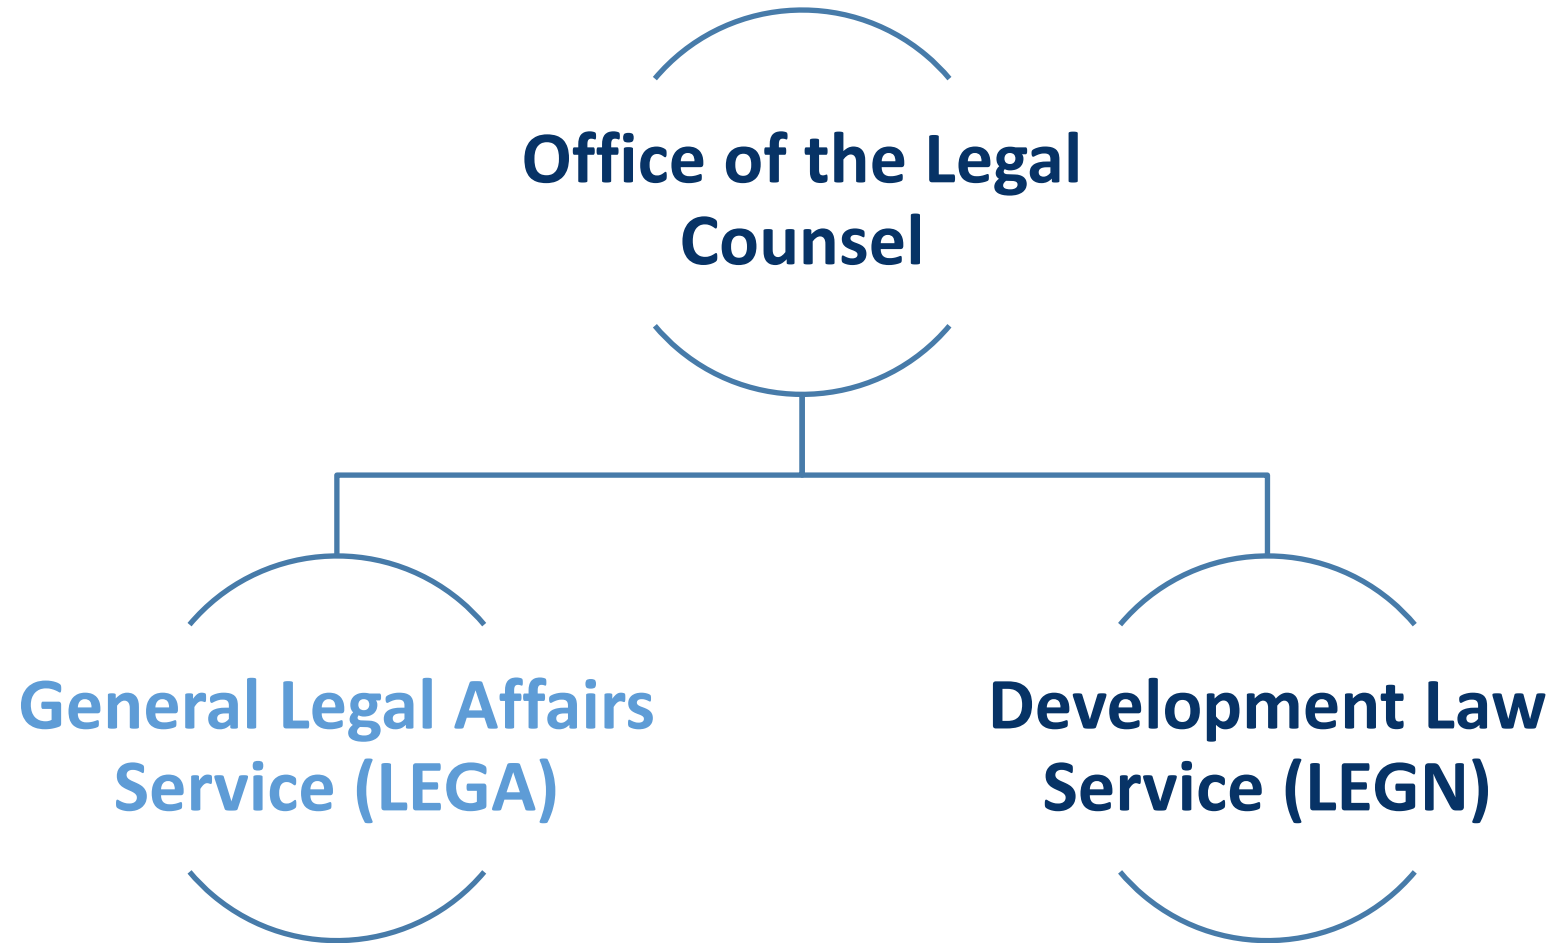 Office of the Legal
Counsel
General Legal Affairs
Service (LEGA)
Development Law
Service (LEGN)